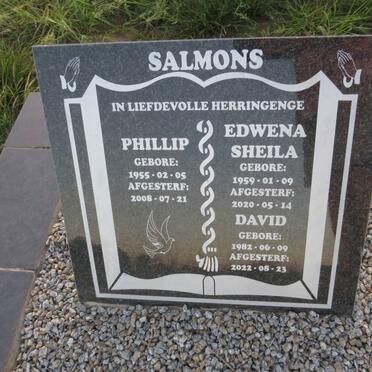 SALMONS
IN LIEFDEVOLLE HERRINGENGE
PHILLIP
GEBORE:
1955 · 02 · 05
AFGESTERF:
2008 · 07 · 21
EDWENA
SHEILA
GEBORE:
1959 · 01 · 09
AFGESTERF:
2020 · 05 · 14
DAVID
GEBORE:
1982 · 06 · 09
AFGESTERF:
2022 · 08 · 23